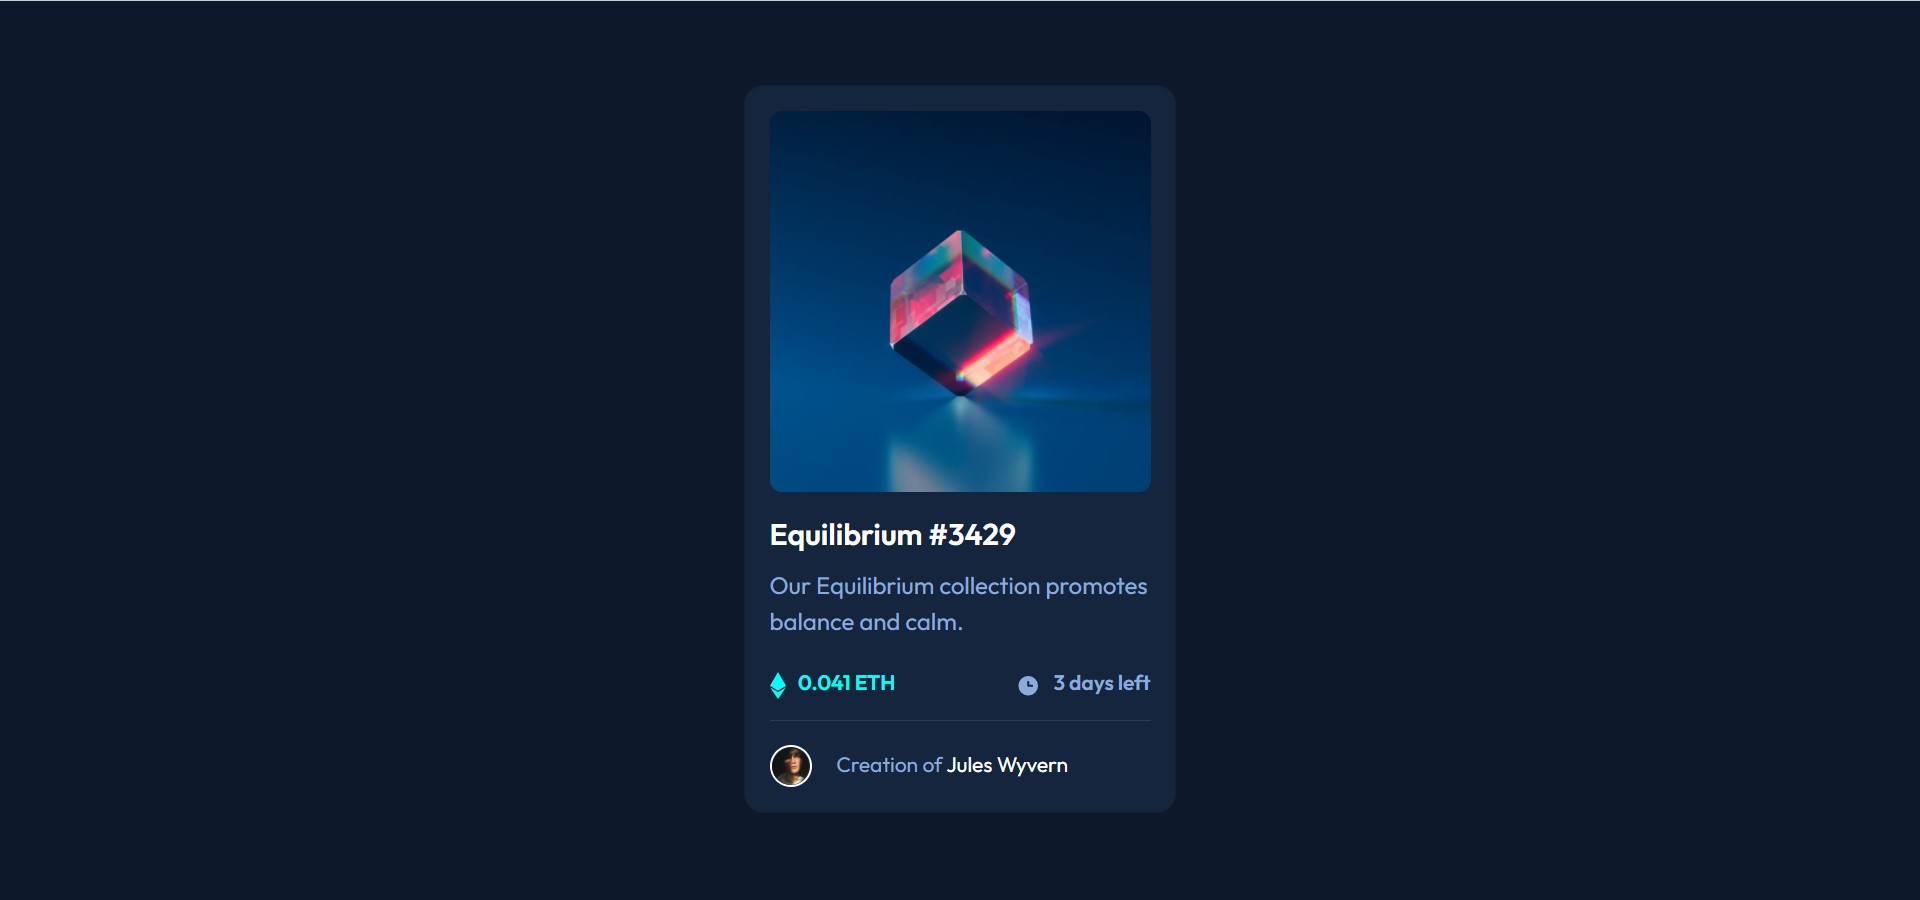 Equilibrium #3429
Our Equilibrium collection promotes
balance and calm.
0.041 ETH
3 days left
Creation of Jules Wyvern